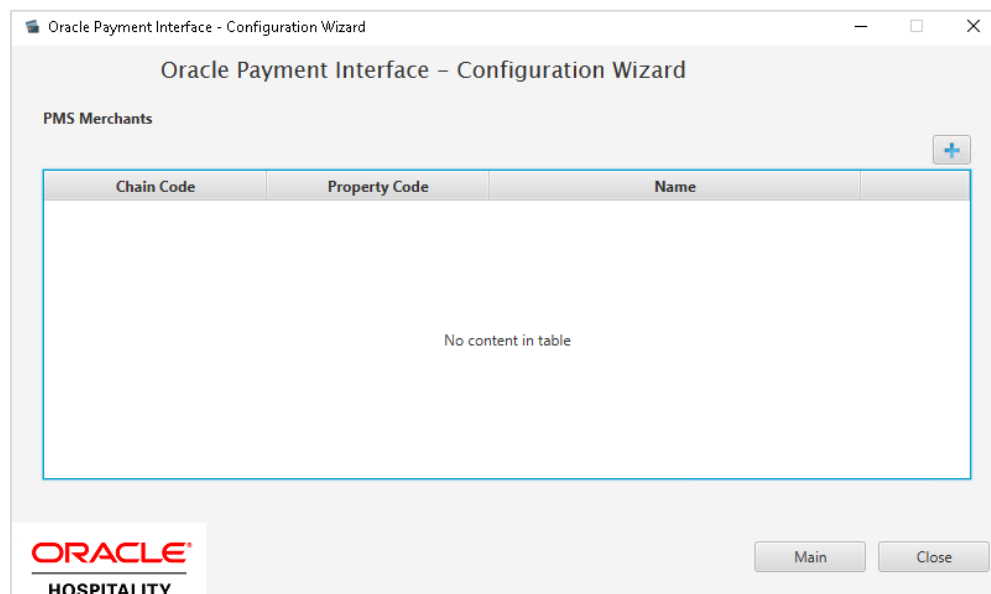 Oracle Payment Interface - Configuration Wizard
Oracle Payment Interface – Configuration Wizard
PMS Merchants
Chain Code Property Code Name
No content in table
ORACLE®
HOSPITALITY
Main Close